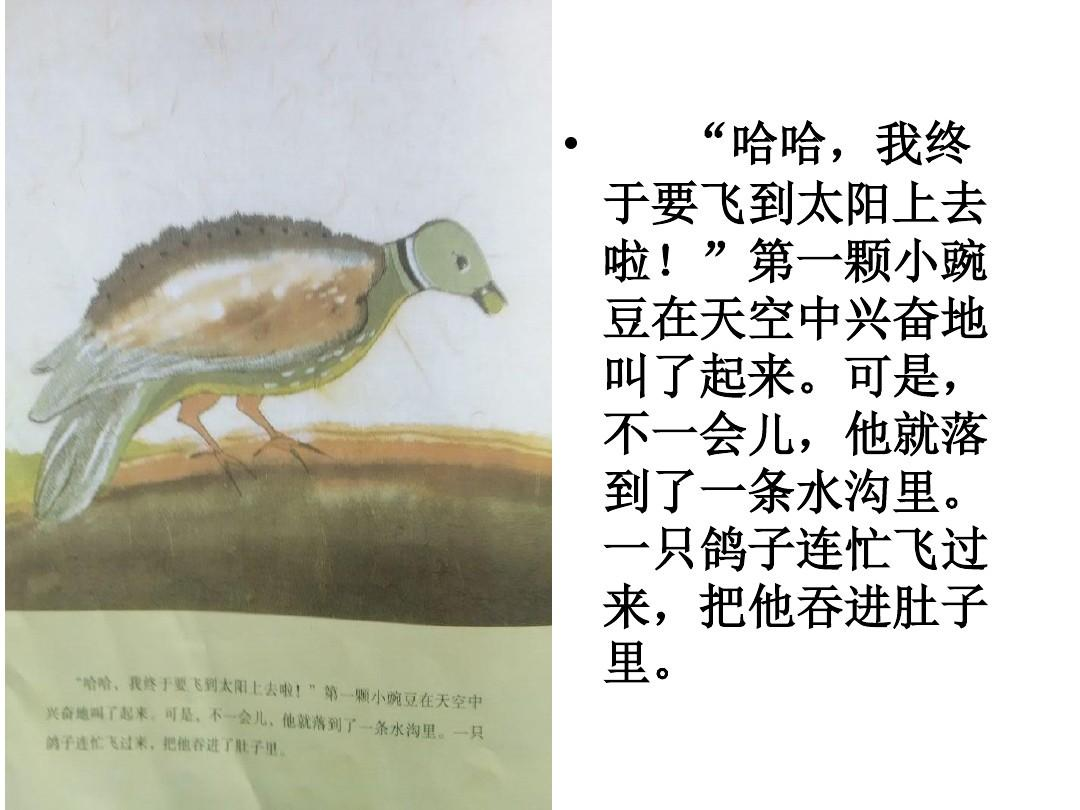 “哈哈，我终于要飞到太阳上去啦！”第一颗小豌豆在天空中
兴奋地叫了起来。可是，不一会儿，他就落到了一条水沟里。一只
鸽子连忙飞过来，把他吞进了肚子里。
• “哈哈，我终
于要飞到太阳上去
啦！”第一颗小豌
豆在天空中兴奋地
叫了起来。可是，
不一会儿，他就落
到了一条水沟里。
一只鸽子连忙飞过
来，把他吞进肚子
里。